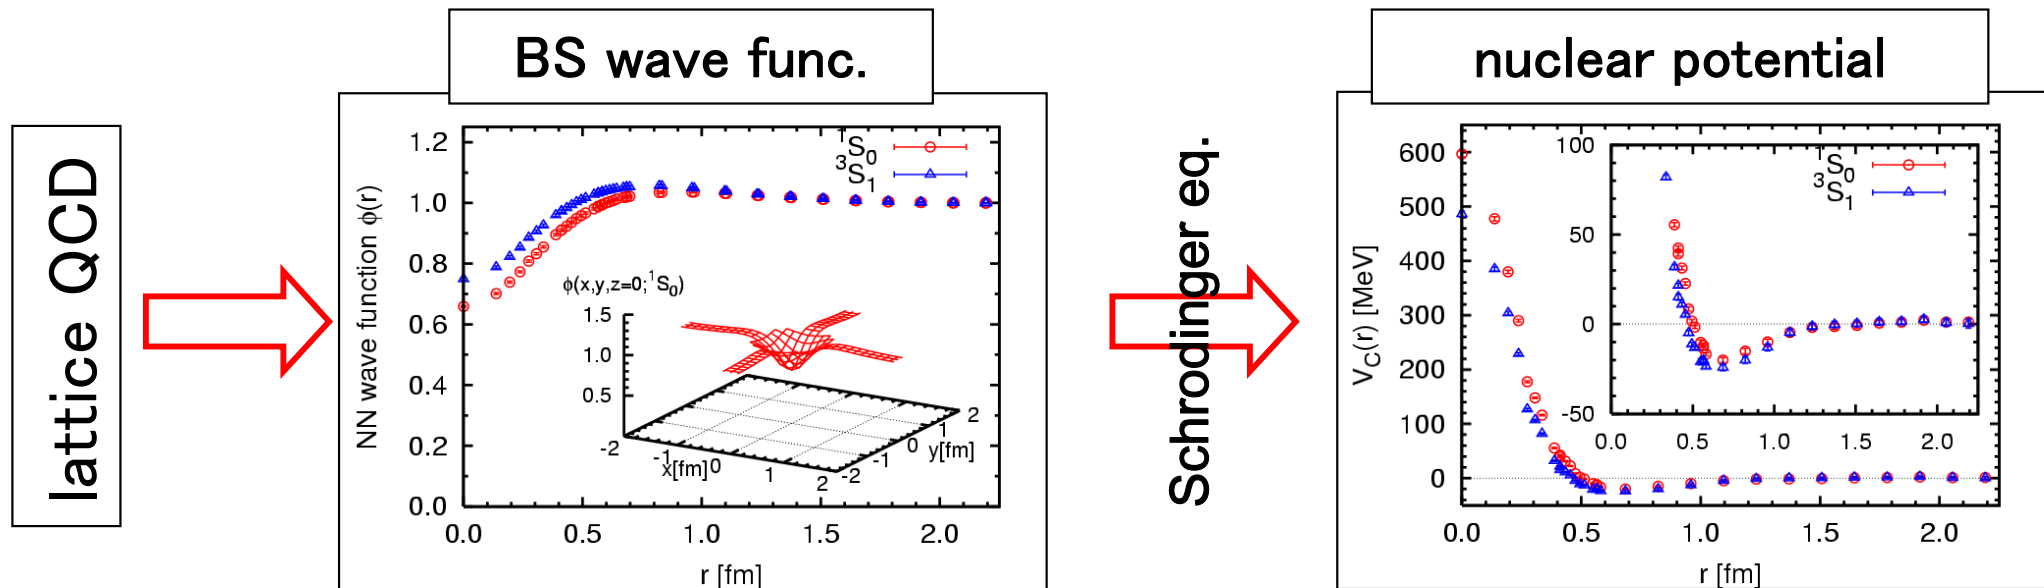 lattice QCD
BS wave func.
NN wave function ϕ(r)
1.2
1.0
0.8
0.6
0.4
0.2
0.0
0.0 0.5 1.0 1.5 2.0
r [fm]
¹S₀
³S₁
ϕ(x,y,z=0;¹S₀)
1.5
1.0
0.5
-2 -1 0 1 2
x[fm]
-2 -1 0 1 2
y[fm]
Schrodinger eq.
nuclear potential
V_C(r) [MeV]
600
500
400
300
200
100
0
0.0 0.5 1.0 1.5 2.0
r [fm]
100
50
0
-50
0.0 0.5 1.0 1.5 2.0
¹S₀
³S₁